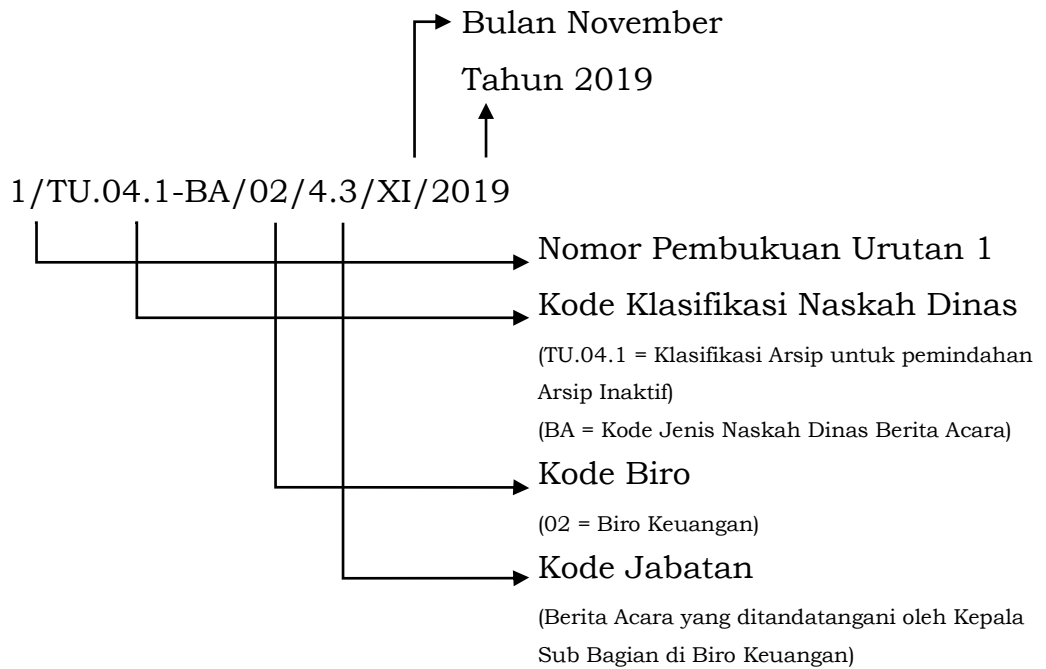 Bulan November
Tahun 2019
1/TU.04.1-BA/02/4.3/XI/2019
Nomor Pembukuan Urutan 1
Kode Klasifikasi Naskah Dinas
(TU.04.1 = Klasifikasi Arsip untuk pemindahan
Arsip Inaktif)
(BA = Kode Jenis Naskah Dinas Berita Acara)
Kode Biro
(02 = Biro Keuangan)
Kode Jabatan
(Berita Acara yang ditandatangani oleh Kepala
Sub Bagian di Biro Keuangan)